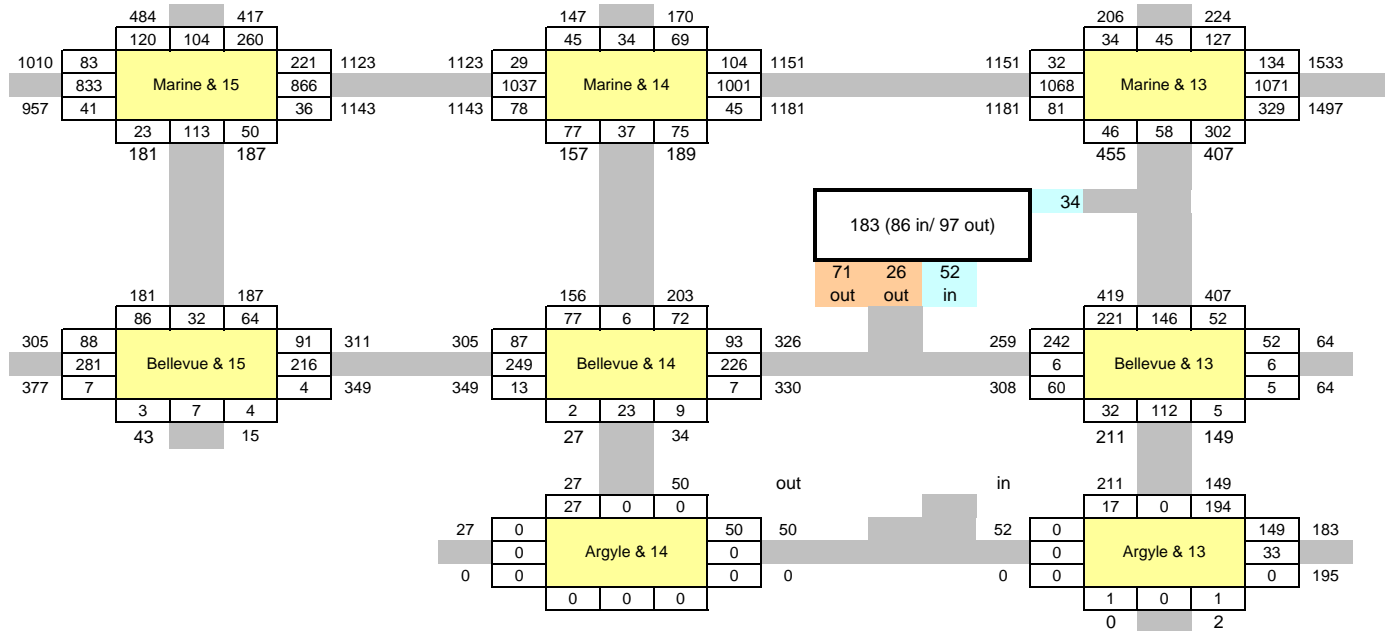 484 417 147 170 206 224
120 104 260 45 34 69 34 45 127
1010 83 221 1123 1123 29 104 1151 1151 32 134 1533
833 Marine & 15 866 1037 Marine & 14 1001 1068 Marine & 13 1071
957 41 36 1143 1143 78 45 1181 1181 81 329 1497
23 113 50 77 37 75 46 58 302
181 187 157 189 455 407
34
183 (86 in/ 97 out)
71 26 52
out out in
181 187 156 203 419 407
86 32 64 77 6 72 221 146 52
305 88 91 311 305 87 93 326 259 242 52 64
281 Bellevue & 15 216 249 Bellevue & 14 226 6 Bellevue & 13 6
377 7 4 349 349 13 7 330 308 60 5 64
3 7 4 2 23 9 32 112 5
43 15 27 34 211 149
27 50 out in 211 149
27 0 0 17 0 194
27 0 50 50 52 0 149 183
0 Argyle & 14 0 0 Argyle & 13 33
0 0 0 0 0 0 0 195
0 0 0 1 0 1
0 2